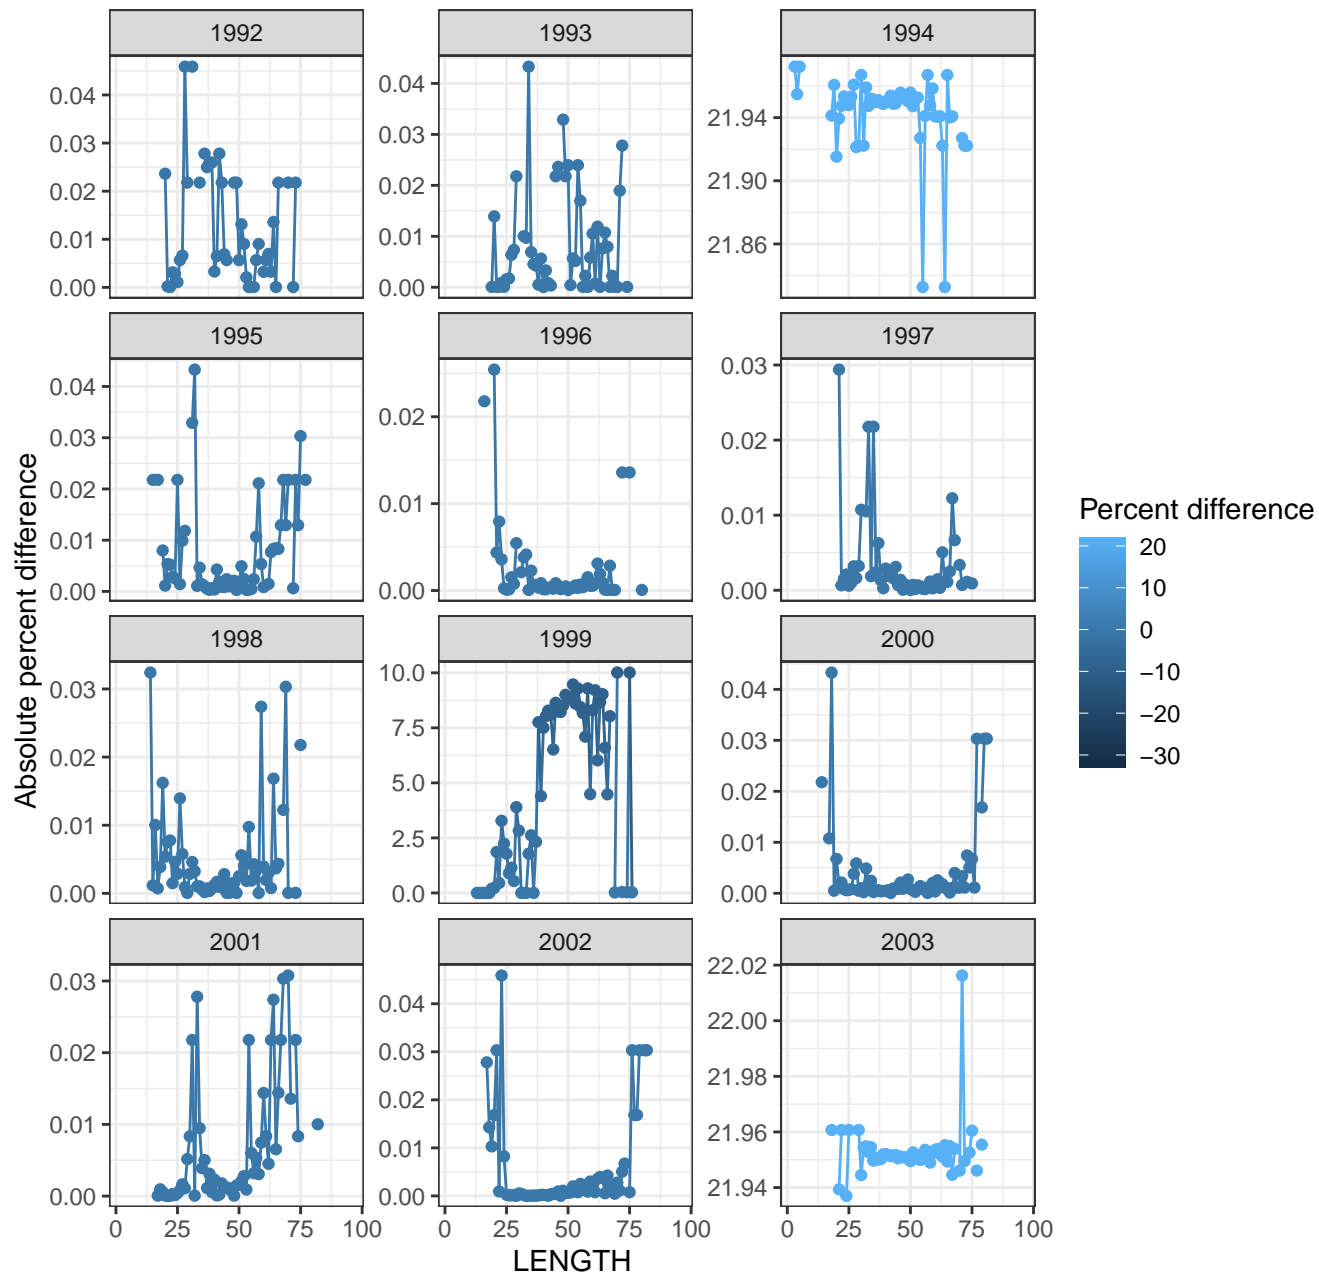 1992 1993 1994
0.04 0.03 0.02 0.01 0.00
0.04 0.03 0.02 0.01 0.00
21.94 21.90 21.86
1995 1996 1997
0.04 0.03 0.02 0.01 0.00
0.02 0.01 0.00
0.03 0.02 0.01 0.00
1998 1999 2000
0.03 0.02 0.01 0.00
10.0 7.5 5.0 2.5 0.0
0.04 0.03 0.02 0.01 0.00
2001 2002 2003
0.03 0.02 0.01 0.00
0.04 0.03 0.02 0.01 0.00
22.02 22.00 21.98 21.96 21.94
0 25 50 75 100
0 25 50 75 100
0 25 50 75 100
LENGTH
Absolute percent difference
Percent difference
20
10
0
−10
−20
−30